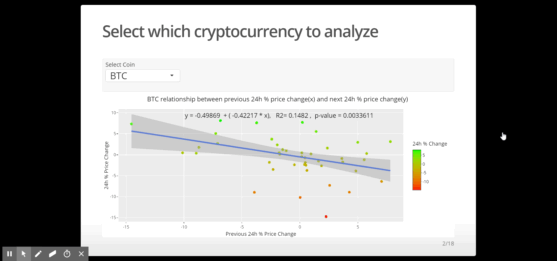 Select which cryptocurrency to analyze
Select Coin
BTC
BTC relationship between previous 24h % price change(x) and next 24h % price change(y)
y = -0.49869 + ( -0.42217 * x), R2= 0.1482 , p-value = 0.0033611
24h % Price Change
10
5
0
-5
-10
-15
-15
-10
-5
0
5
Previous 24h % Price Change
24h % Change
5
0
-5
-10
2/18